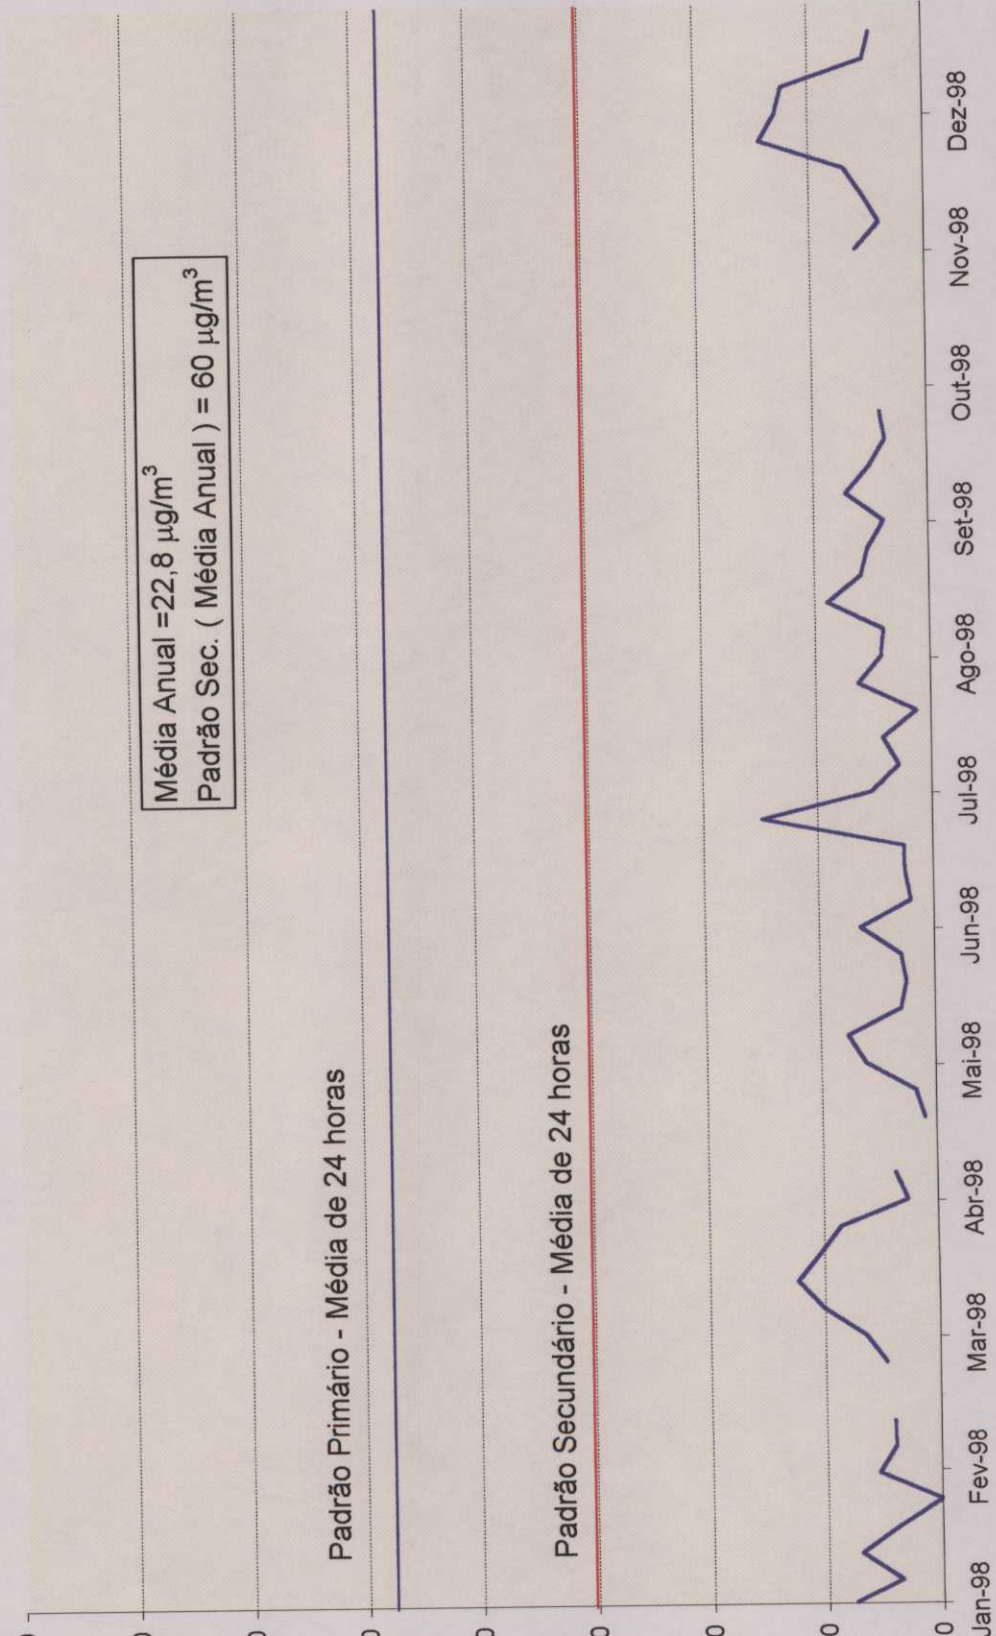 Média Anual =22,8 µg/m³
Padrão Sec. ( Média Anual ) = 60 µg/m³
Padrão Primário - Média de 24 horas
Padrão Secundário - Média de 24 horas
0
Jan-98
Fev-98
Mar-98
Abr-98
Mai-98
Jun-98
Jul-98
Ago-98
Set-98
Out-98
Nov-98
Dez-98